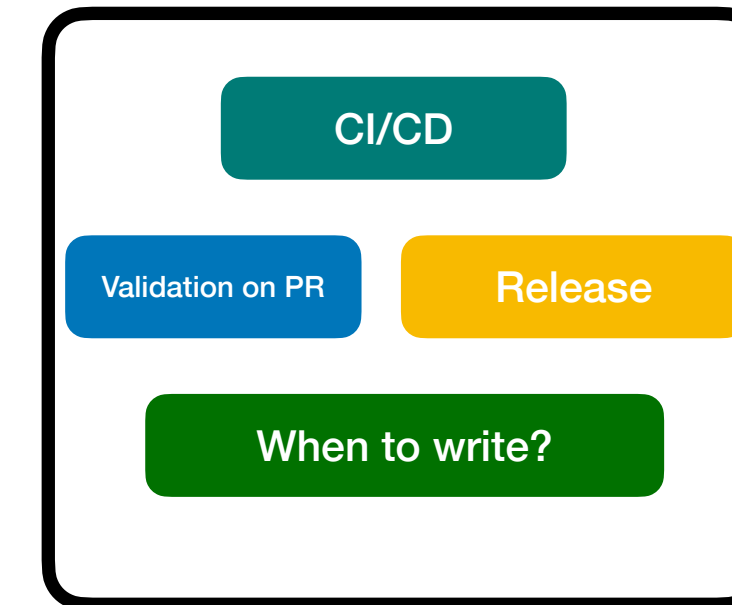 CI/CD
Validation on PR
Release
When to write?